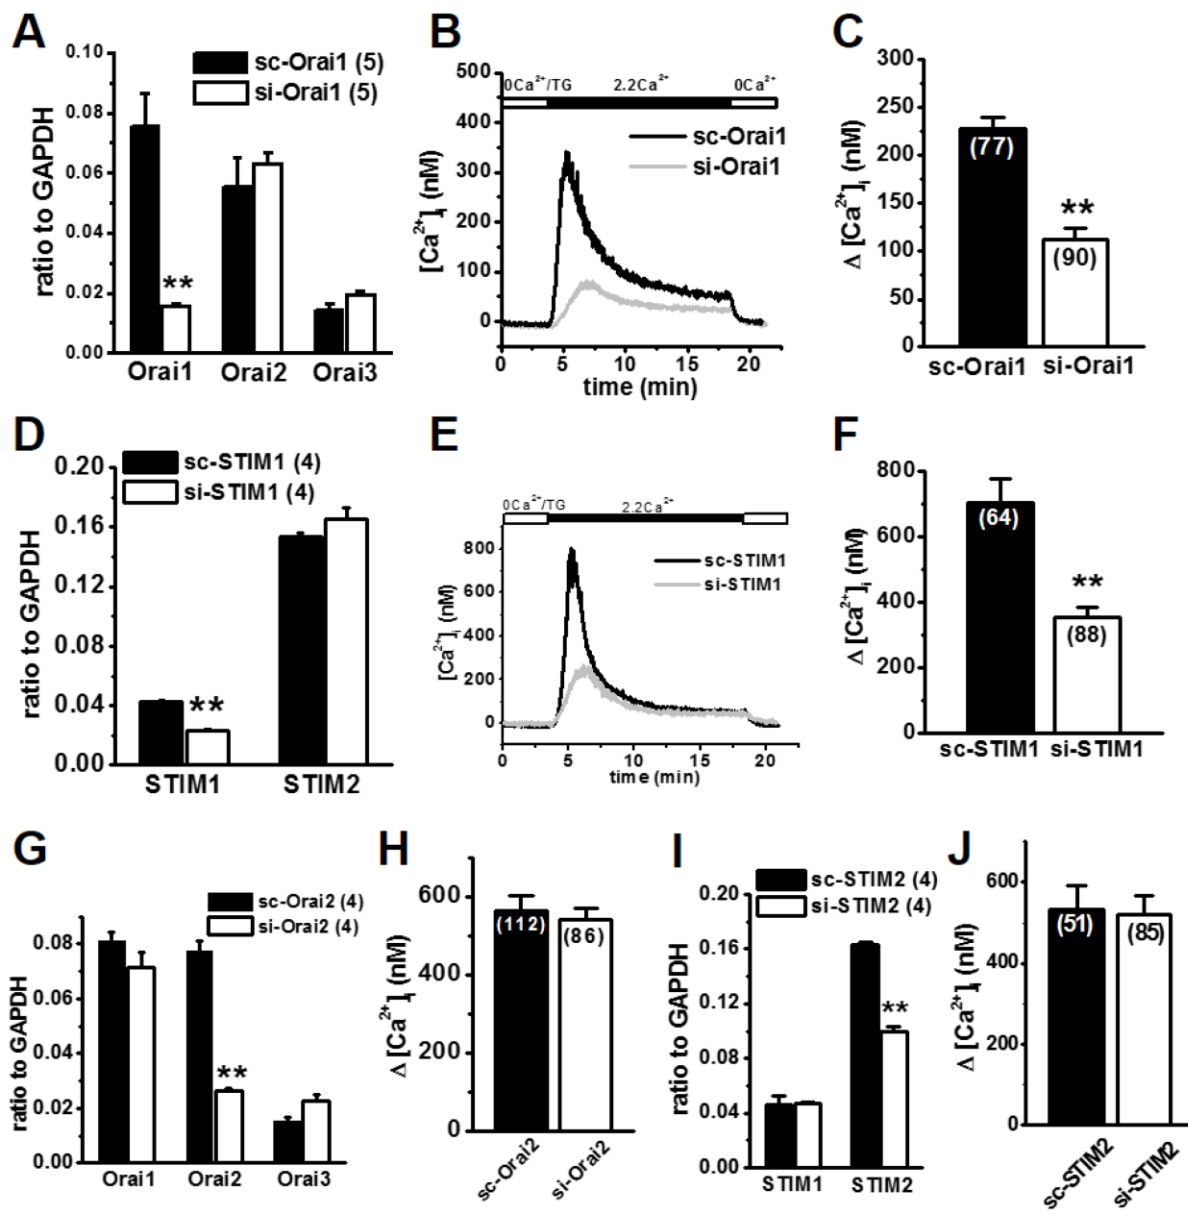 A
sc-Orai1 (5)
si-Orai1 (5)
ratio to GAPDH
0.10
0.08
0.06
0.04
0.02
0.00
**
Orai1 Orai2 Orai3
B
0Ca²⁺/TG 2.2Ca²⁺ 0Ca²⁺
sc-Orai1
si-Orai1
[Ca²⁺]ᵢ (nM)
500
400
300
200
100
0
0 5 10 15 20
time (min)
C
Δ [Ca²⁺]ᵢ (nM)
300
250
200
150
100
50
0
(77)
**
(90)
sc-Orai1 si-Orai1
D
sc-STIM1 (4)
si-STIM1 (4)
ratio to GAPDH
0.20
0.16
0.12
0.08
0.04
0.00
**
STIM1 STIM2
E
0Ca²⁺/TG 2.2Ca²⁺
sc-STIM1
si-STIM1
[Ca²⁺]ᵢ (nM)
800
600
400
200
0
0 5 10 15 20
time (min)
F
Δ [Ca²⁺]ᵢ (nM)
800
600
400
200
0
(64)
**
(88)
sc-STIM1 si-STIM1
G
sc-Orai2 (4)
si-Orai2 (4)
ratio to GAPDH
0.08
0.06
0.04
0.02
0.00
**
Orai1 Orai2 Orai3
H
Δ [Ca²⁺]ᵢ (nM)
600
400
200
0
(112)
(86)
sc-Orai2 si-Orai2
I
sc-STIM2 (4)
si-STIM2 (4)
ratio to GAPDH
0.20
0.16
0.12
0.08
0.04
0.00
**
STIM1 STIM2
J
Δ [Ca²⁺]ᵢ (nM)
600
400
200
0
(51)
(85)
sc-STIM2 si-STIM2